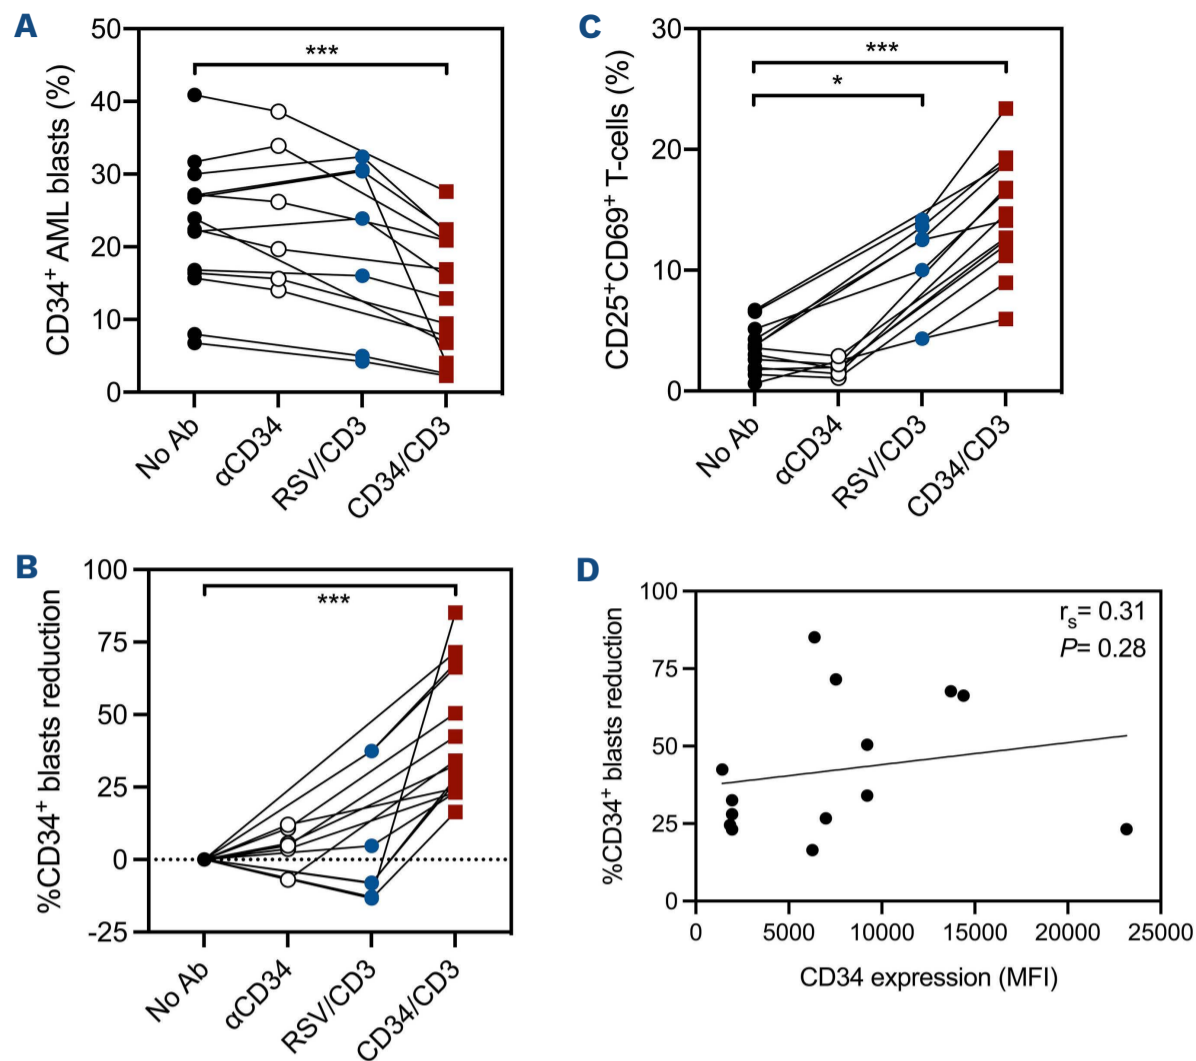 A
CD34⁺ AML blasts (%)
50
40
30
20
10
0
***
No Ab
αCD34
RSV//CD3
CD34/CD3
C
CD25⁺CD69⁺ T-cells (%)
30
20
10
0
***
*
No Ab
αCD34
RSV//CD3
CD34/CD3
B
%CD34⁺ blasts reduction
100
75
50
25
0
-25
***
No Ab
αCD34
RSV//CD3
CD34/CD3
D
%CD34⁺ blasts reduction
100
75
50
25
0
rₛ= 0.31
P= 0.28
0 5000 10000 15000 20000 25000
CD34 expression (MFI)